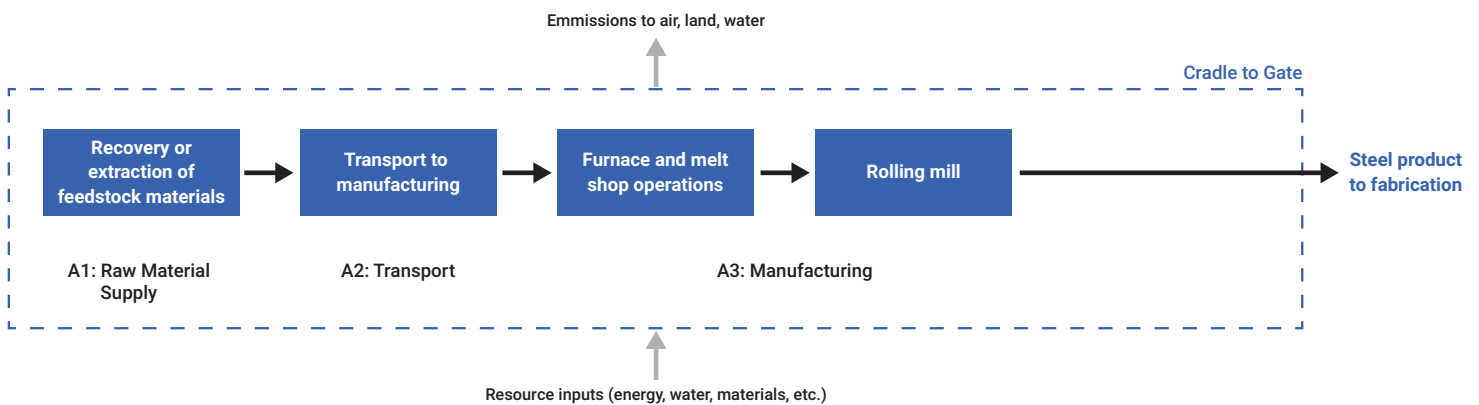 Emmissions to air, land, water
Cradle to Gate
Recovery or
extraction of
feedstock materials
Transport to
manufacturing
Furnace and melt
shop operations
Rolling mill
Steel product
to fabrication
A1: Raw Material
Supply
A2: Transport
A3: Manufacturing
Resource inputs (energy, water, materials, etc.)